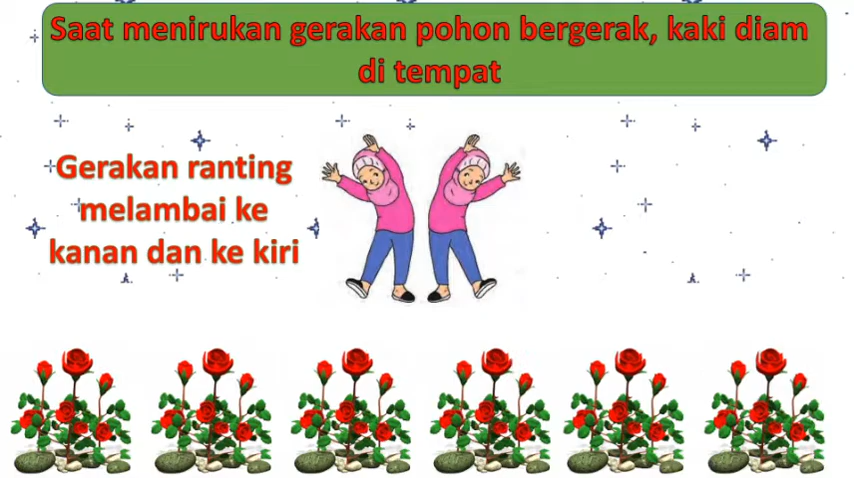 Saat menirukan gerakan pohon bergerak, kaki diam
di tempat
Gerakan ranting
melambai ke
kanan dan ke kiri